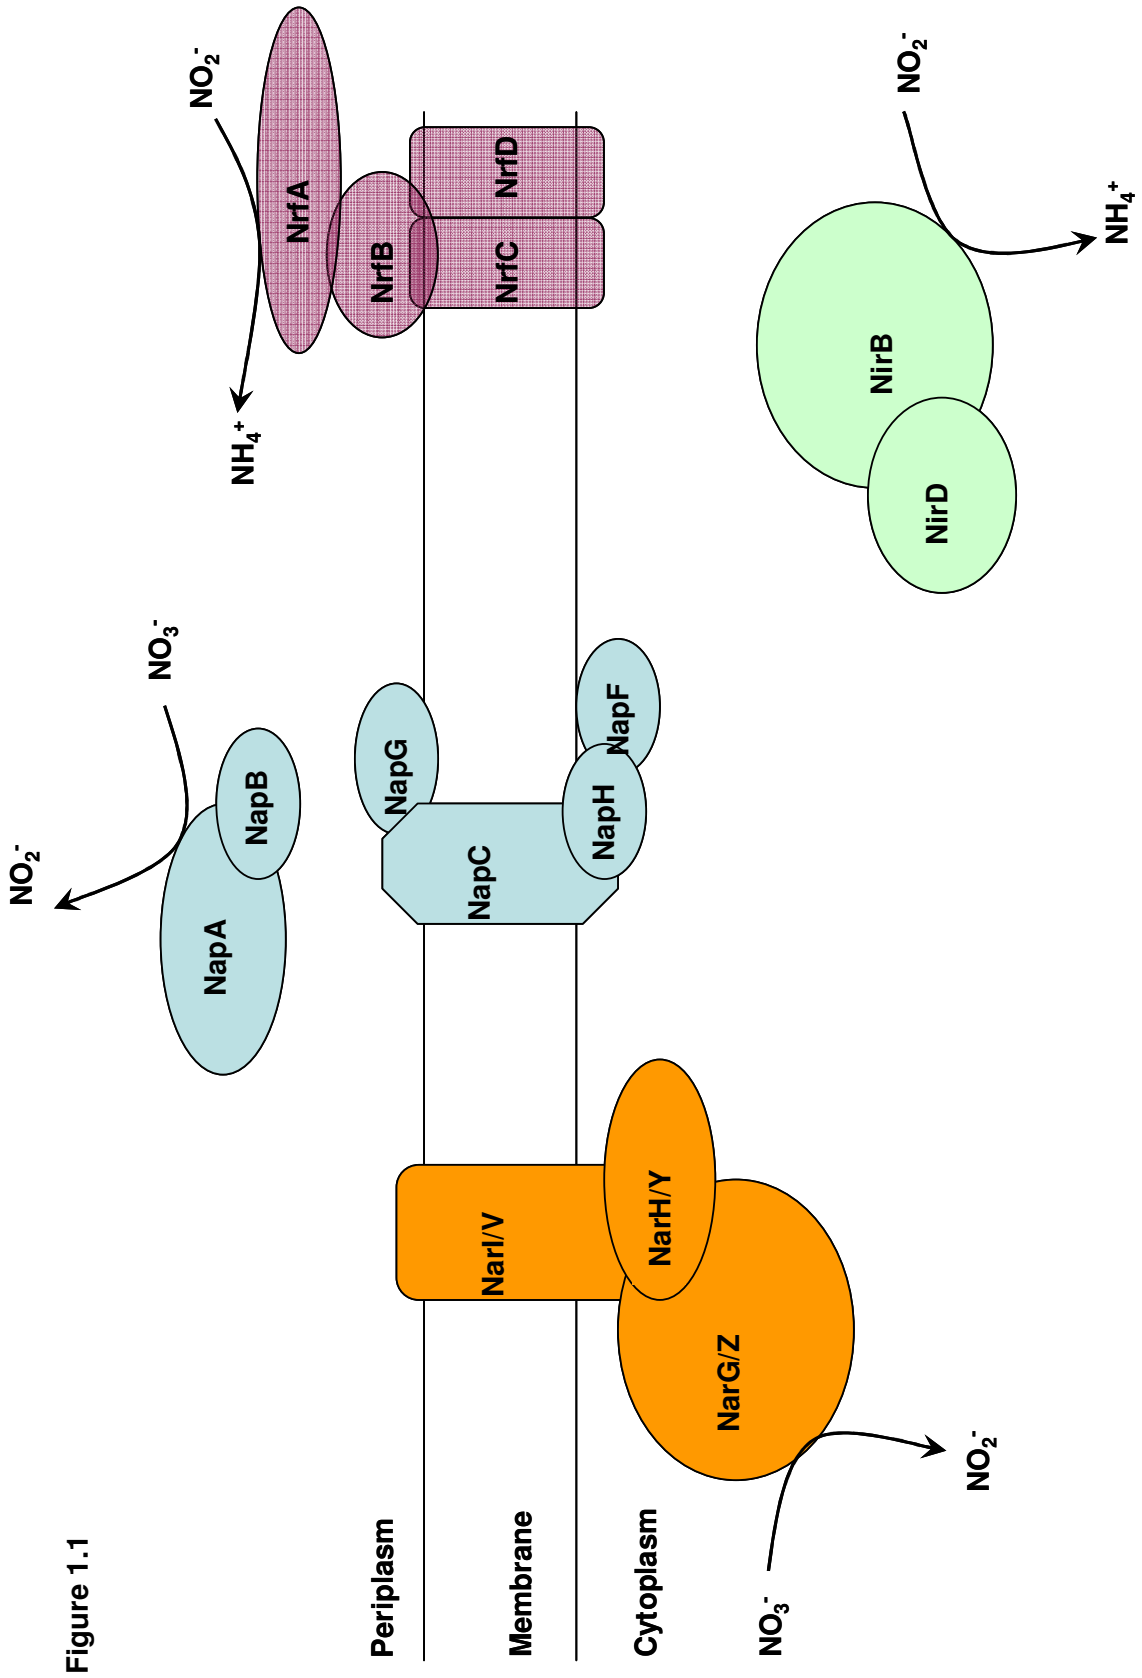 Figure 1.1
NO₂⁻
NO₃⁻
NO₂⁻
NH₄⁺
NapA
NapB
NrfA
NrfB
Periplasm
NapG
NarI/V
NapC
NrfC
NrfD
Membrane
Cytoplasm
NarH/Y
NapH
NapF
NarG/Z
NO₃⁻
NO₂⁻
NirD
NirB
NO₂⁻
NH₄⁺